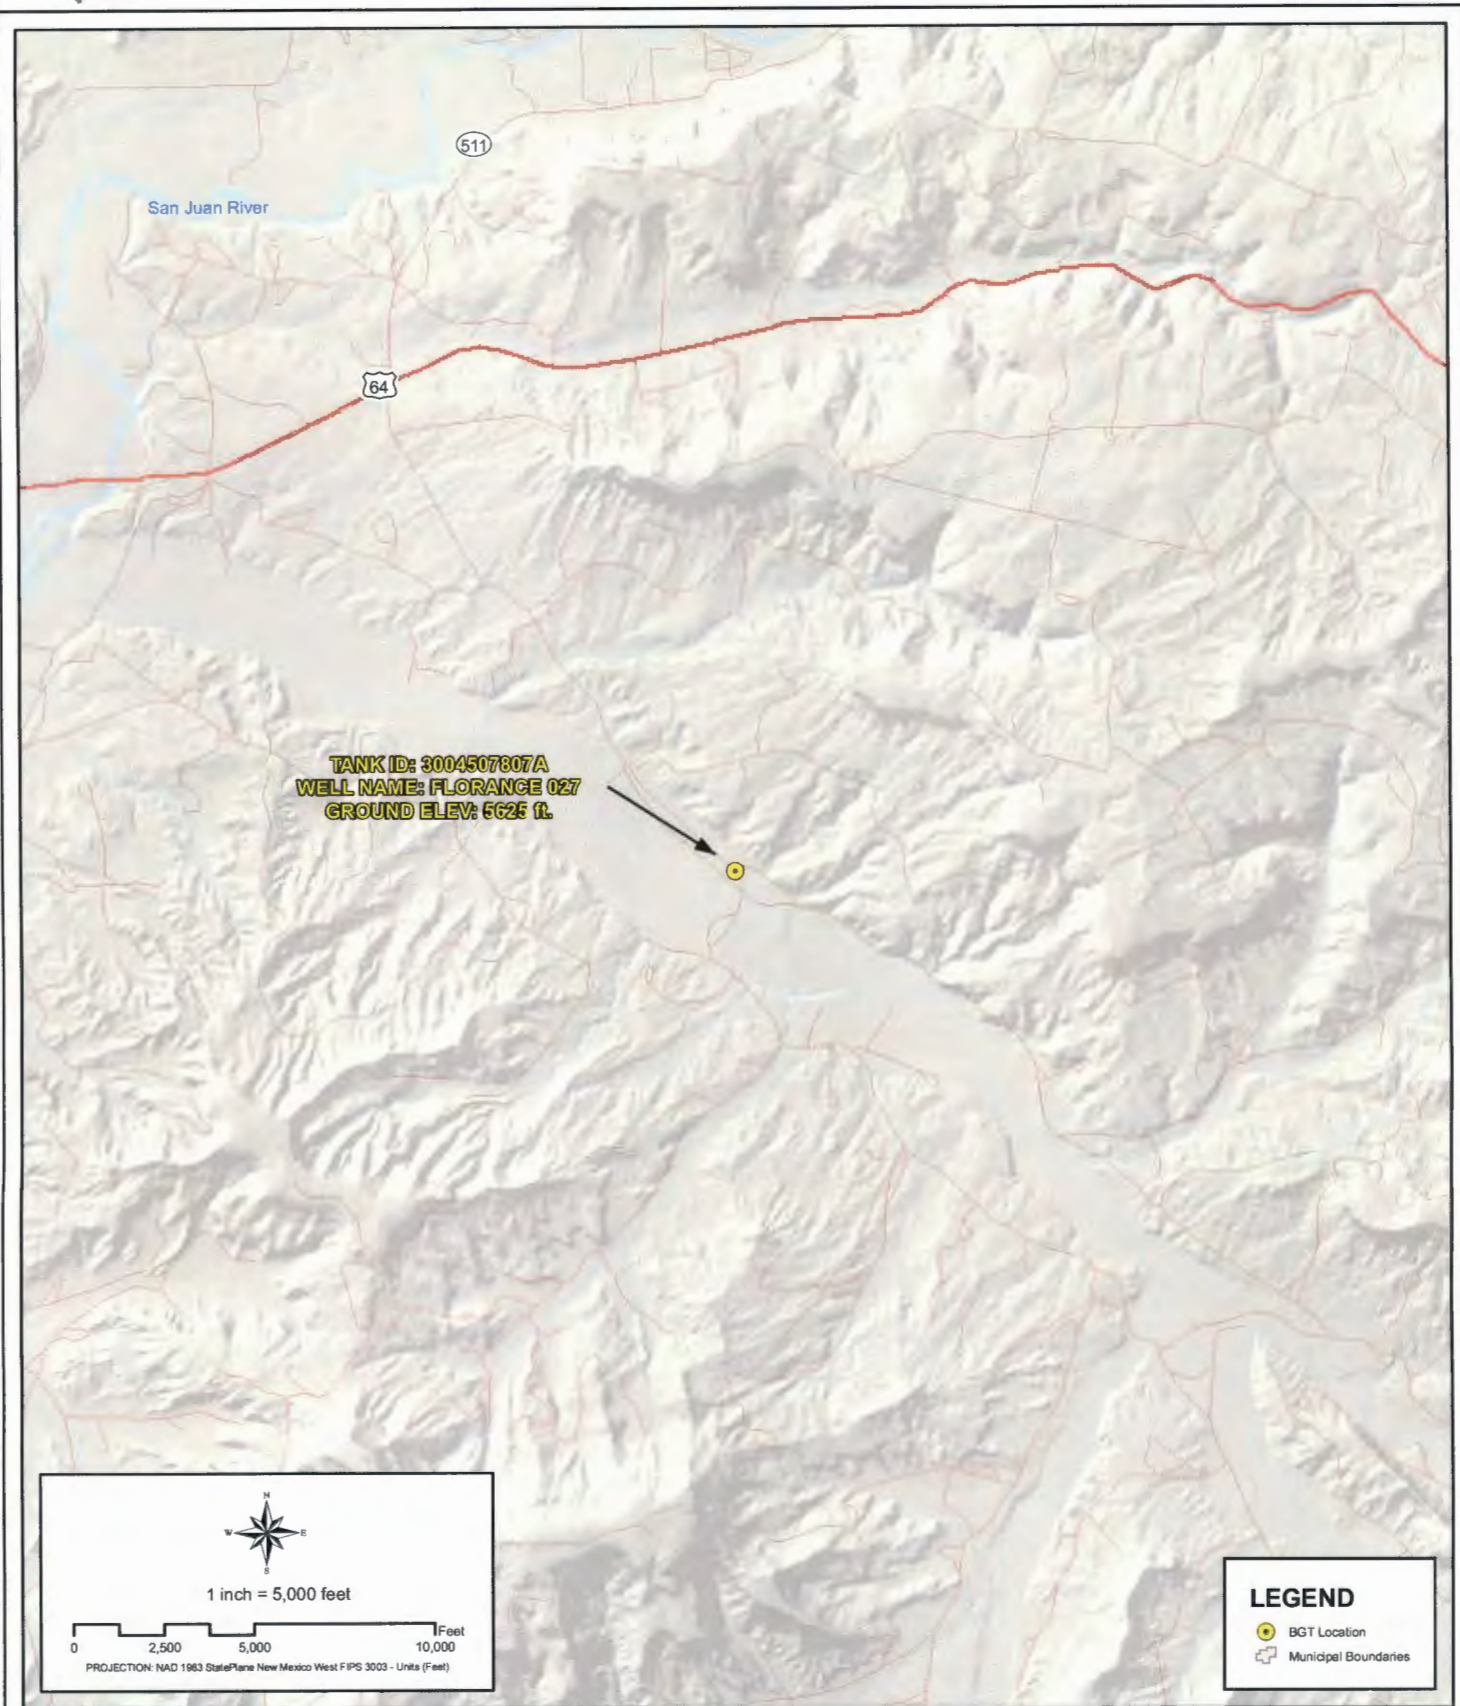 511
San Juan River
64
TANK ID: 3004507807A
WELL NAME: FLORANCE 027
GROUND ELEV: 5625 ft.
N
W E
S
1 inch = 5,000 feet
Feet
0 2,500 5,000 10,000
PROJECTION: NAD 1983 StatePlane New Mexico West FIPS 3003 - Units (Feet)
LEGEND
BGT Location
Municipal Boundaries